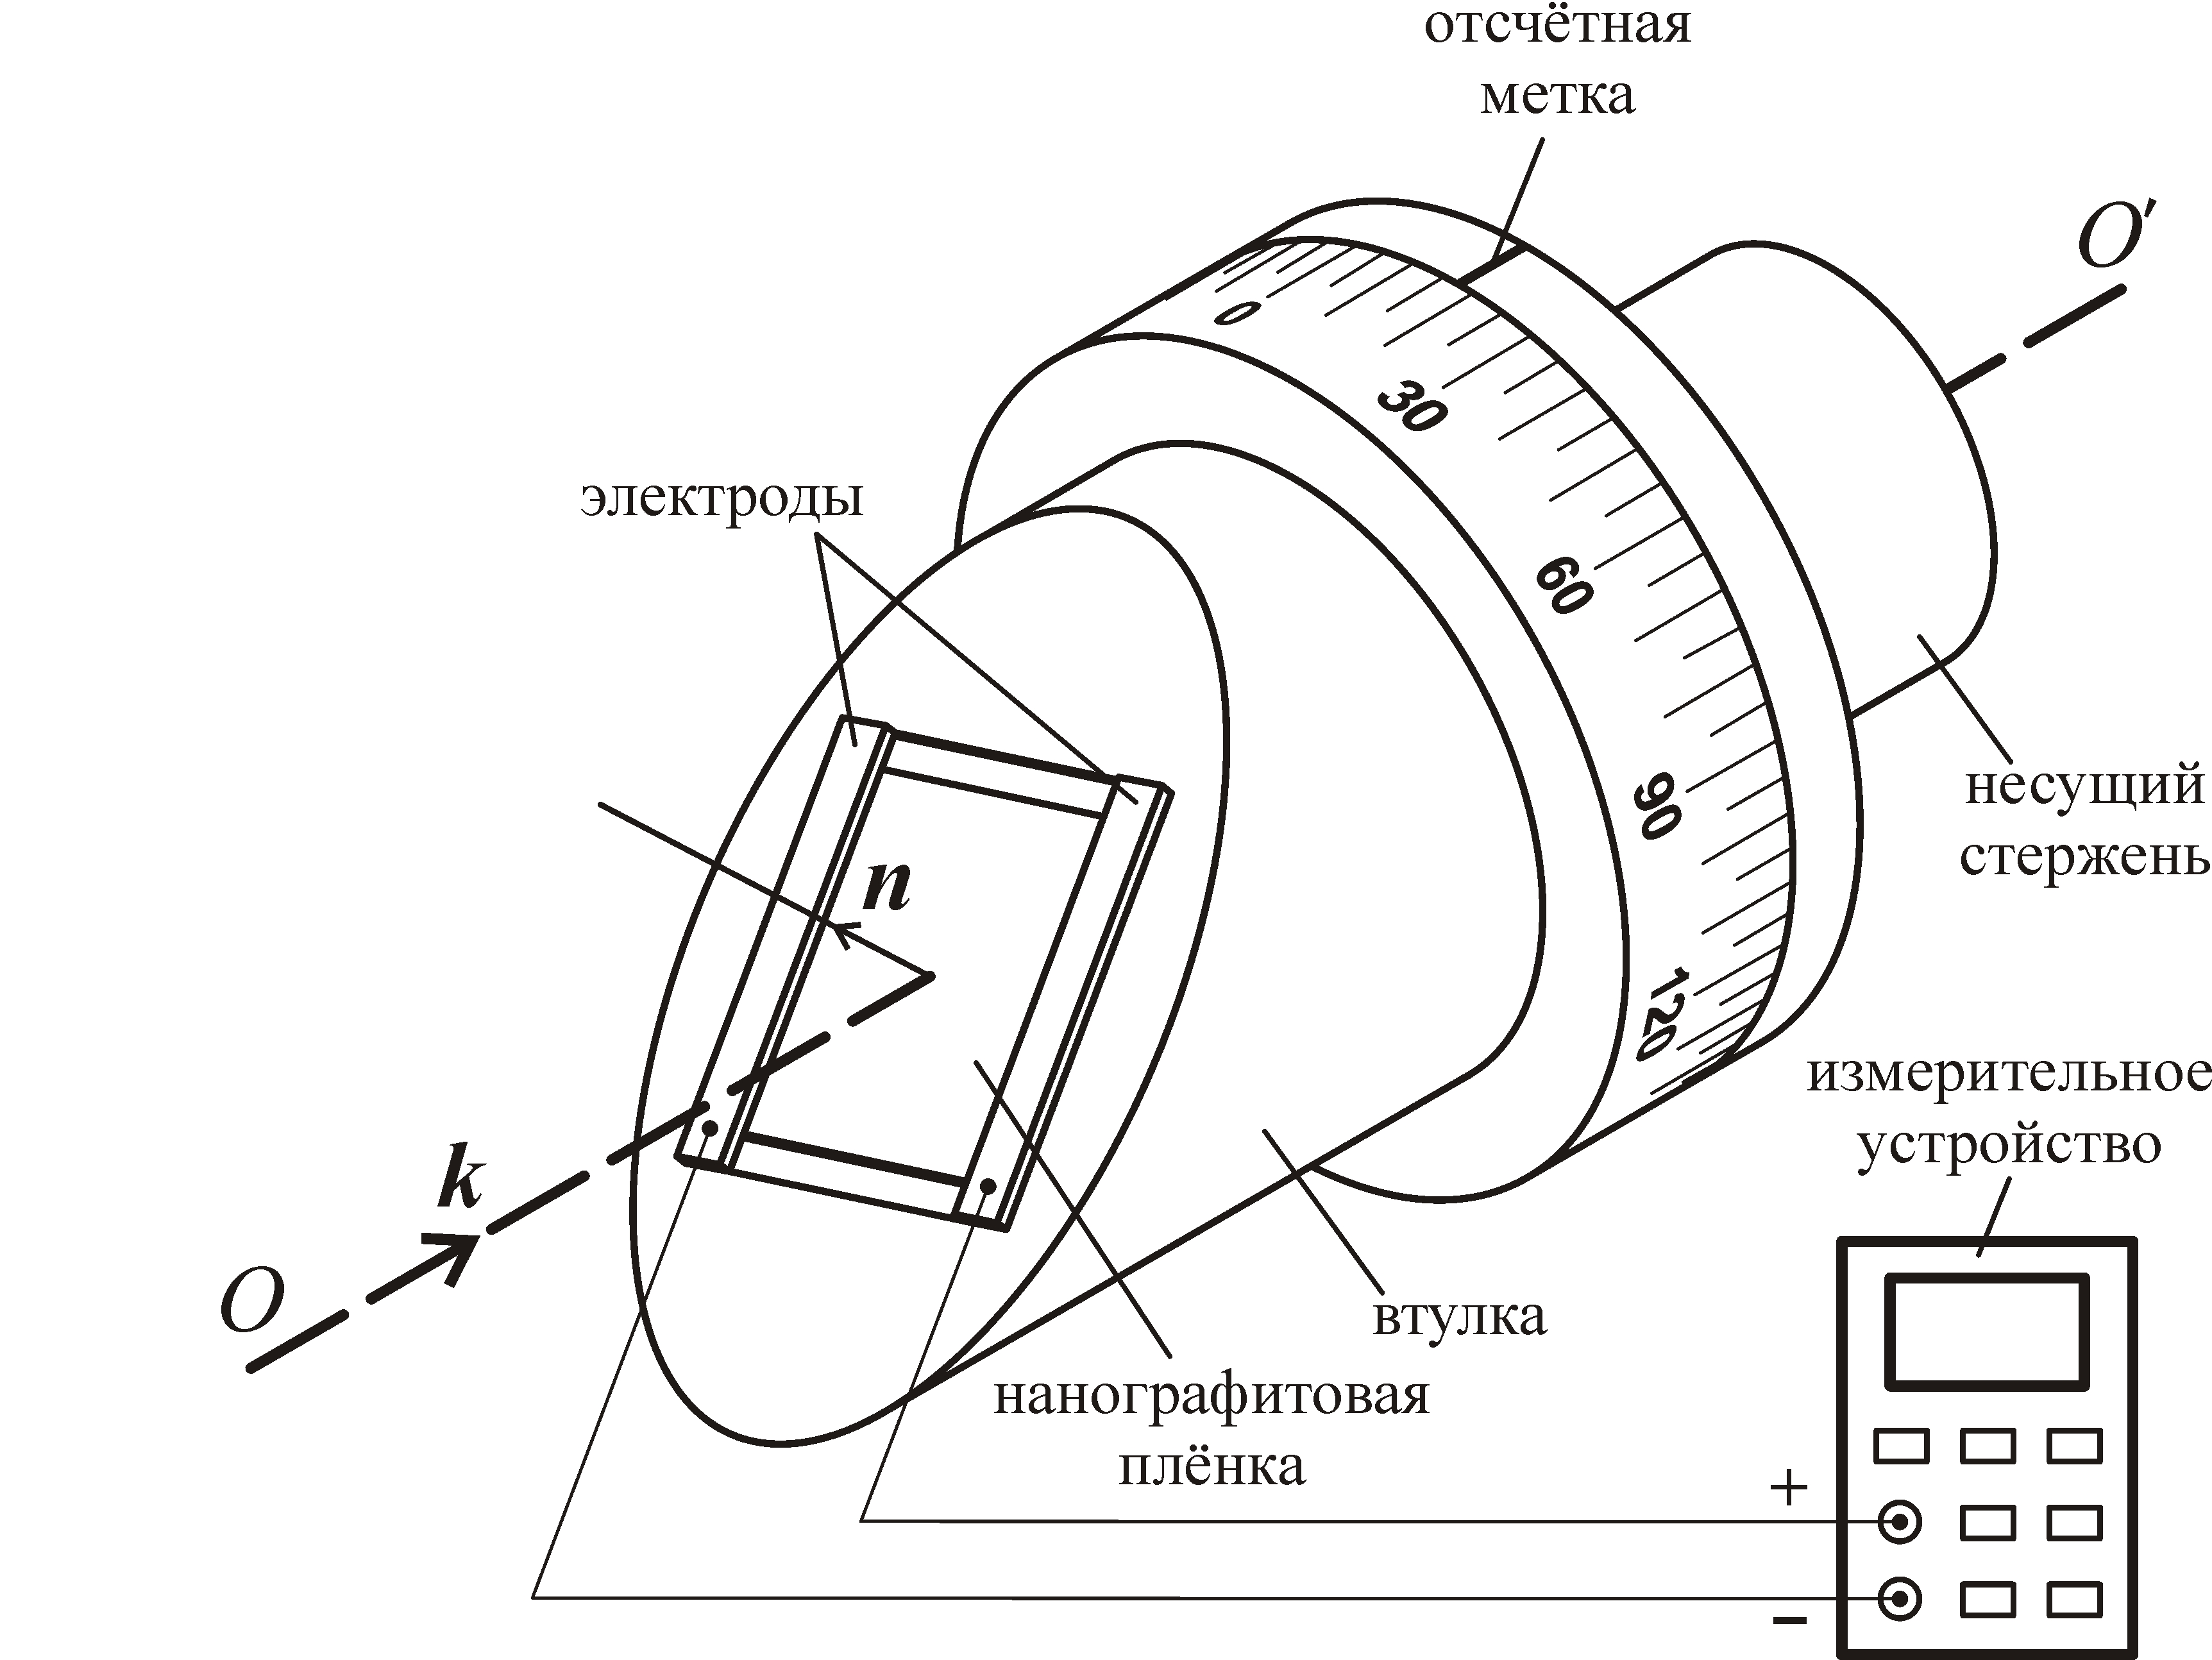 отсчётная
метка
O'
0
30
электроды
60
несущий
стержень
90
n
120
измерительное
устройство
k
O
втулка
нанографитовая
плёнка
+
−